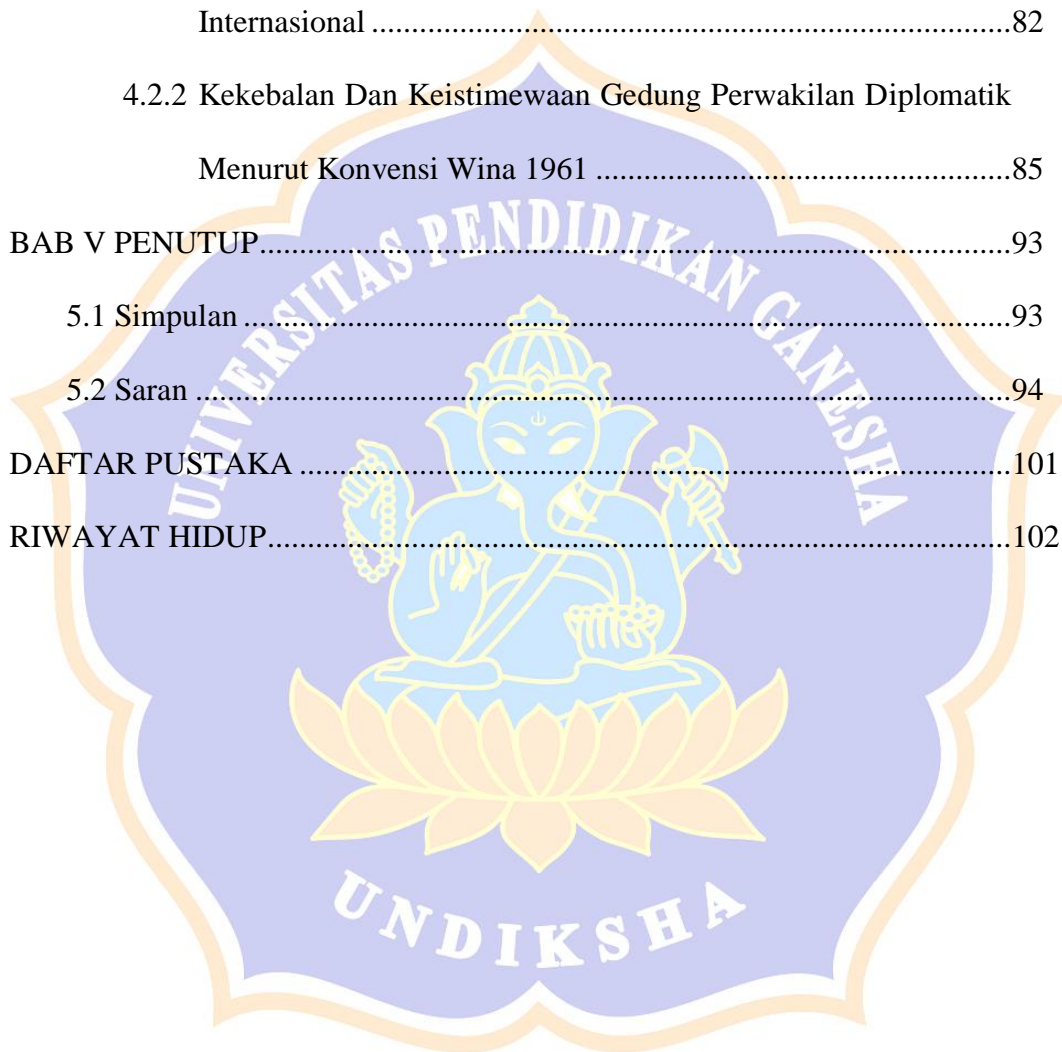 Internasional ...............................................................................82
4.2.2 Kekebalan Dan Keistimewaan Gedung Perwakilan Diplomatik
Menurut Konvensi Wina 1961 ...................................................85
BAB V PENUTUP.............................................................................................93
5.1 Simpulan ...............................................................................................93
5.2 Saran .....................................................................................................94
DAFTAR PUSTAKA ........................................................................................101
RIWAYAT HIDUP............................................................................................102
UNIVERSITAS PENDIDIKAN GANESHA
UNDIKSHA